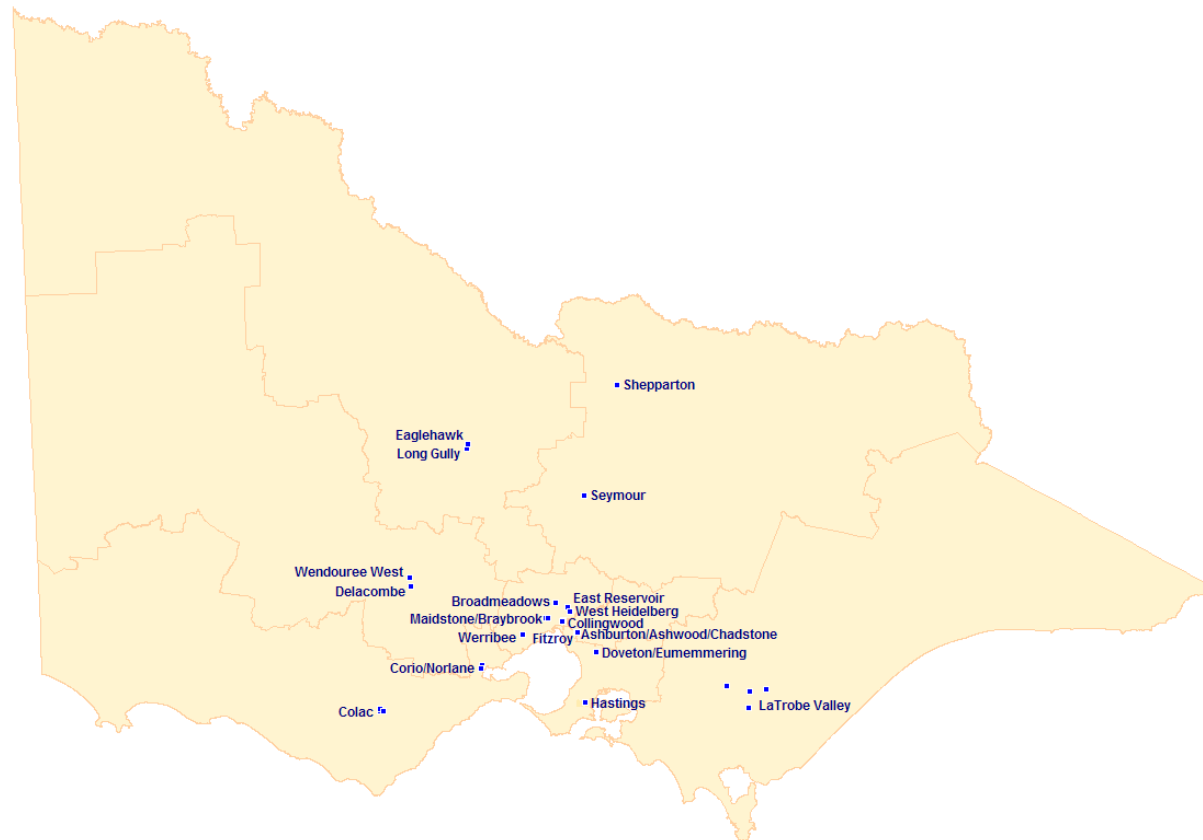 Shepparton
Eaglehawk
Long Gully
Seymour
Wendouree West
Delacombe
Broadmeadows
East Reservoir
West Heidelberg
Maidstone/Braybrook
Collingwood
Werribee
Fitzroy
Ashburton/Ashwood/Chadstone
Doveton/Eumemmering
Corio/Norlane
Hastings
LaTrobe Valley
Colac